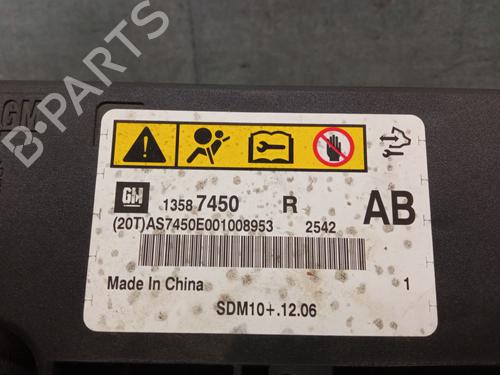 GM
B-PARTS
GM 1358 7450 R AB
(20T)AS7450E001008953 2542
Made In China 1
SDM10+.12.06